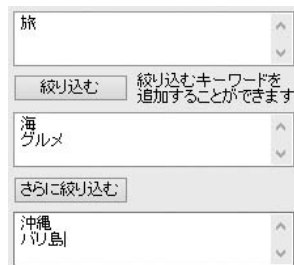 旅
絞り込む
絞り込むキーワードを
追加することができます
海
グルメ
さらに絞り込む
沖縄
バリ島